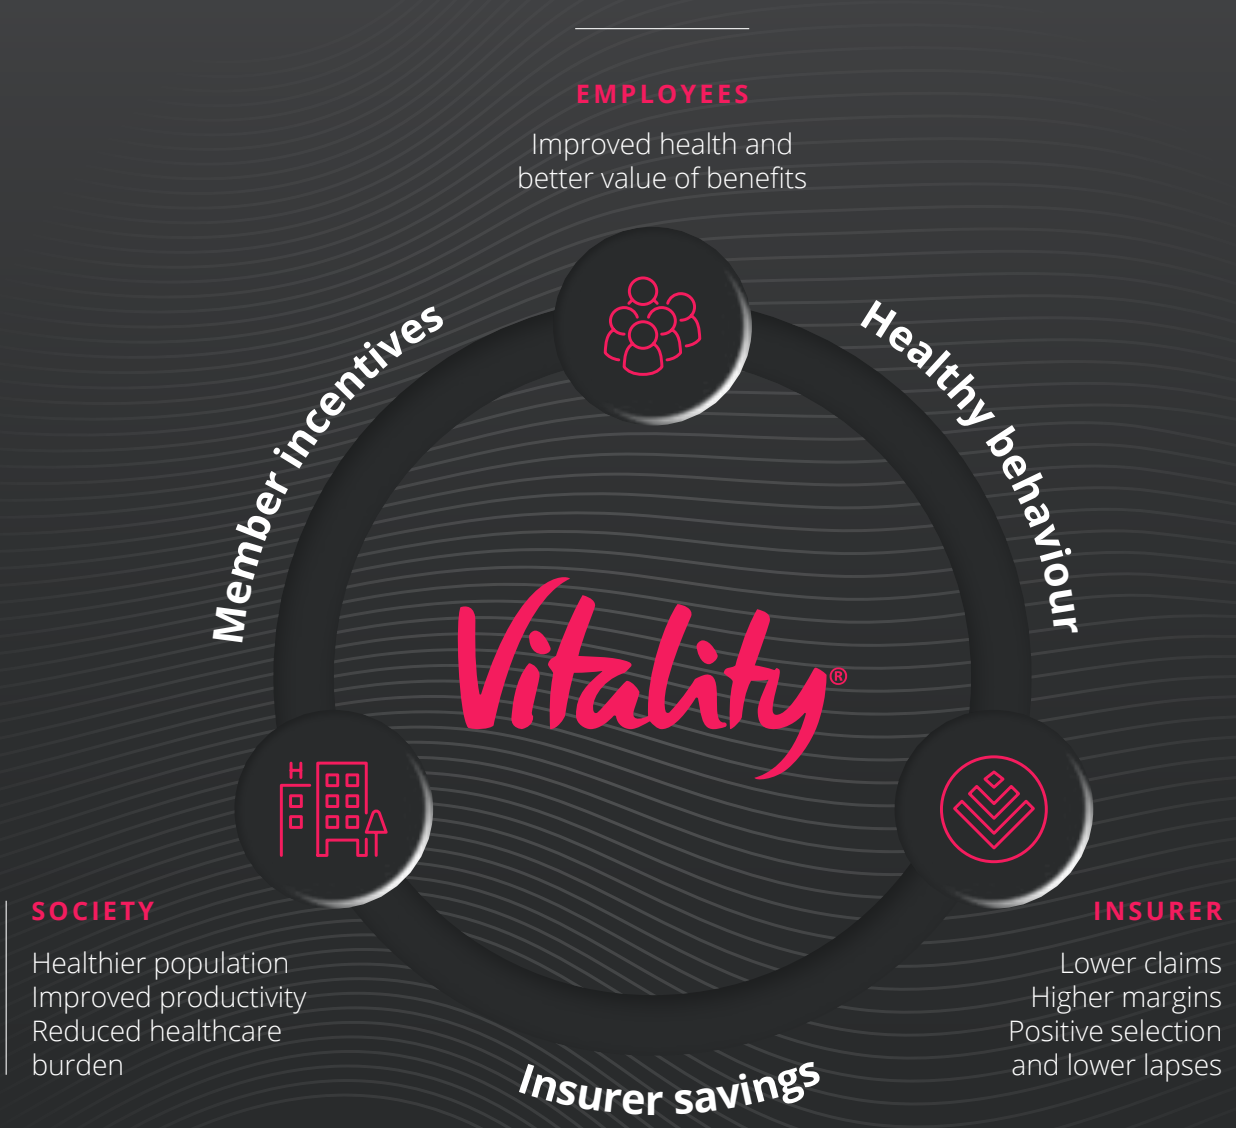 EMPLOYEES
Improved health and
better value of benefits
Member incentives
Healthy behaviour
Vitality®
H
SOCIETY
Healthier population
Improved productivity
Reduced healthcare
burden
INSURER
Lower claims
Higher margins
Positive selection
and lower lapses
Insurer savings